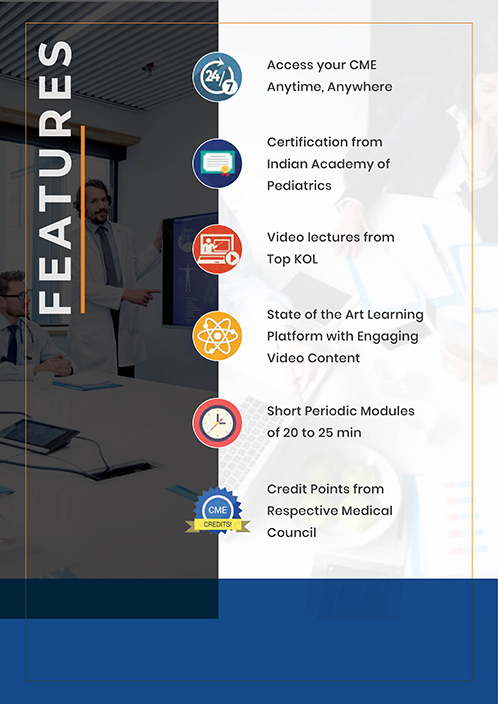 FEATURES
24/7
Access your CME
Anytime, Anywhere
Certification from
Indian Academy of
Pediatrics
Video lectures from
Top KOL
State of the Art Learning
Platform with Engaging
Video Content
Short Periodic Modules
of 20 to 25 min
CME
CREDITS!
Credit Points from
Respective Medical
Council